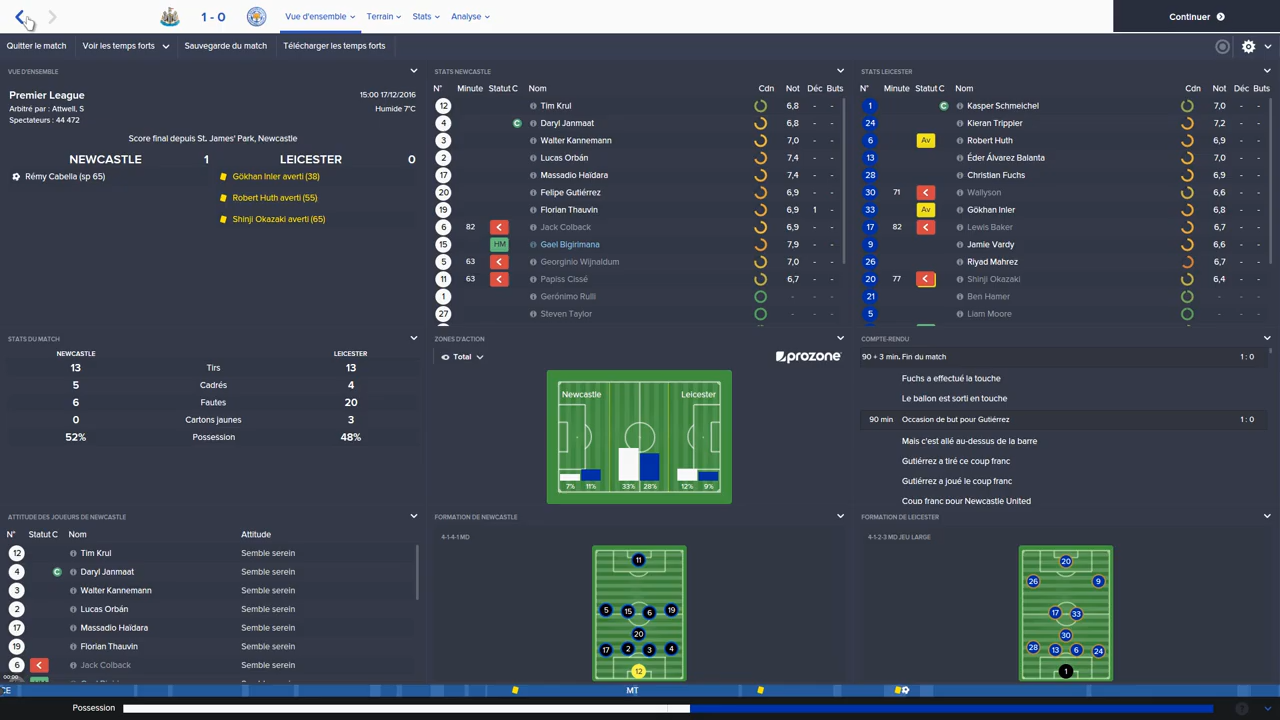 1 - 0
Vue d'ensemble
Terrain
Stats
Analyse
Continuer
Quitter le match
Voir les temps forts
Sauvegarde du match
Télécharger les temps forts
VUE D'ENSEMBLE
Premier League 15:00 17/12/2016
Arbitré par : Attwell, S Humide 7°C
Spectateurs : 44 472
Score final depuis St. James' Park, Newcastle
NEWCASTLE 1 LEICESTER 0
Rémy Cabella (sp 65) Gökhan Inler averti (38)
Robert Huth averti (55)
Shinji Okazaki averti (65)
STATS NEWCASTLE
N° Minute Statut C Nom Cdn Not Déc Buts
12 Tim Krul 6,8 - -
4 C Daryl Janmaat 6,8 - -
3 Walter Kannemann 7,0 - -
2 Lucas Orbán 7,4 - -
17 Massadio Haïdara 7,4 - -
20 Felipe Gutiérrez 6,9 - -
19 Florian Thauvin 6,9 1 -
6 82 Jack Colback 6,9 - -
15 HM Gael Bigirimana 7,9 - -
5 63 Georginio Wijnaldum 7,0 - -
11 63 Papiss Cissé 6,7 - -
1 Gerónimo Rulli - - -
27 Steven Taylor - - -
STATS LEICESTER
N° Minute Statut C Nom Cdn Not Déc Buts
1 C Kasper Schmeichel 7,0 - -
24 Kieran Trippier 7,2 - -
6 Av Robert Huth 6,9 - -
13 Éder Álvarez Balanta 7,0 - -
28 Christian Fuchs 6,9 - -
30 71 Wallyson 6,6 - -
33 Av Gökhan Inler 6,8 - -
17 82 Lewis Baker 6,7 - -
9 Jamie Vardy 6,6 - -
26 Riyad Mahrez 6,7 - -
20 77 Shinji Okazaki 6,4 - -
21 Ben Hamer - - -
5 Liam Moore - - -
STATS DU MATCH
NEWCASTLE LEICESTER
13 Tirs 13
5 Cadrés 4
6 Fautes 20
0 Cartons jaunes 3
52% Possession 48%
ZONES D'ACTION
Total prozone
Newcastle Leicester
7% 11% 33% 28% 12% 9%
COMPTE-RENDU
90 + 3 min. Fin du match 1 : 0
Fuchs a effectué la touche
Le ballon est sorti en touche
90 min Occasion de but pour Gutiérrez 1 : 0
Mais c'est allé au-dessus de la barre
Gutiérrez a tiré ce coup franc
Gutiérrez a joué le coup franc
Coup franc pour Newcastle United
ATTITUDE DES JOUEURS DE NEWCASTLE
N° Statut C Nom Attitude
12 Tim Krul Semble serein
4 C Daryl Janmaat Semble serein
3 Walter Kannemann Semble serein
2 Lucas Orbán Semble serein
17 Massadio Haïdara Semble serein
19 Florian Thauvin Semble serein
6 Jack Colback Semble serein
00:00
FORMATION DE NEWCASTLE
4-1-4-1 MD
11
5 15 6 19
20
17 2 3 4
12
FORMATION DE LEICESTER
4-1-2-3 MD JEU LARGE
20
26 9
17 33
30
28 13 6 24
1
CE MT
Possession